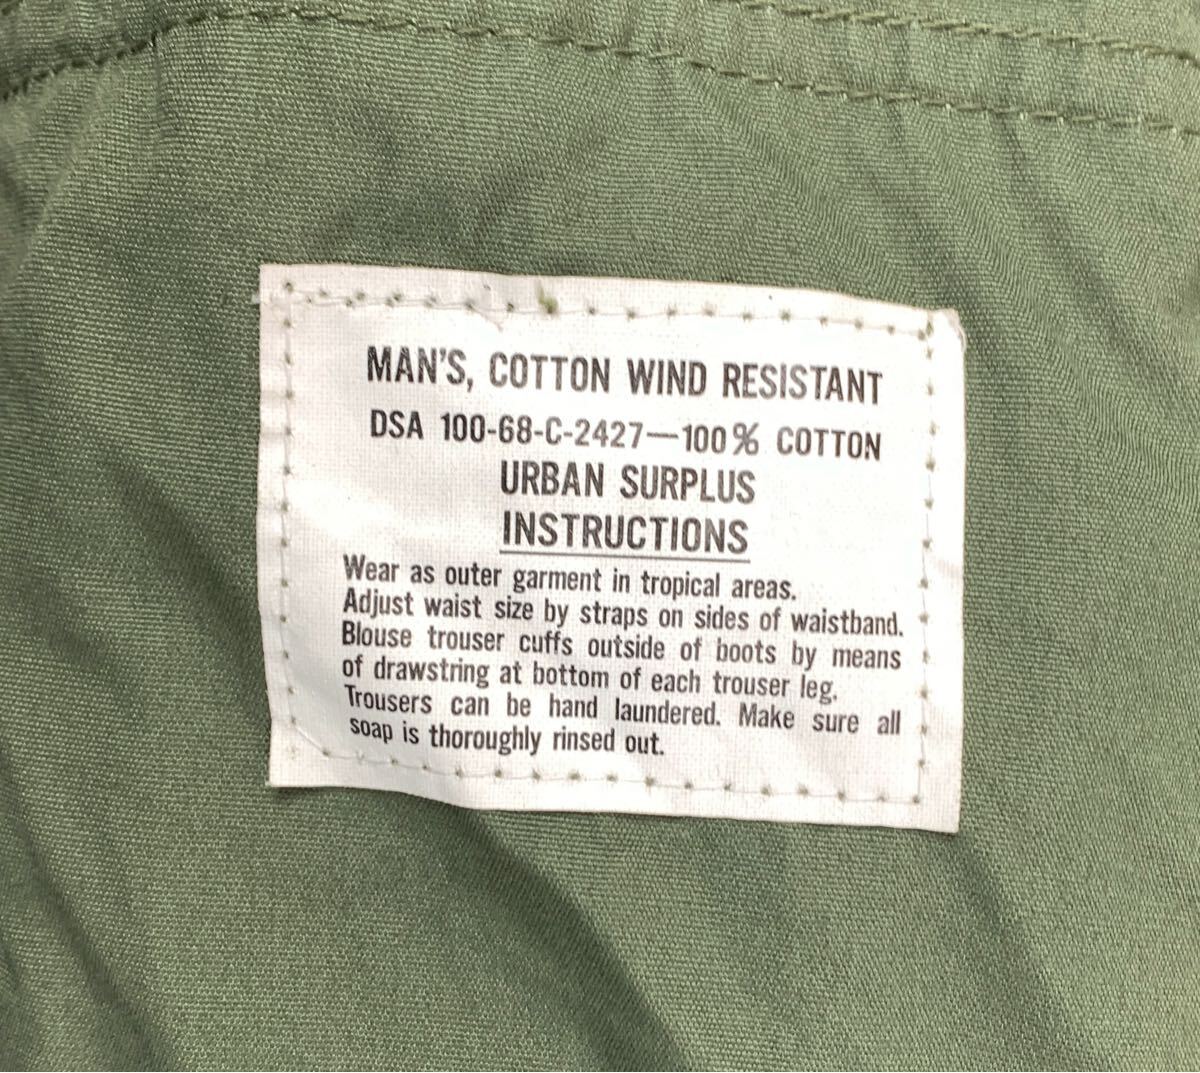 MAN'S, COTTON WIND RESISTANT
DSA 100-68-C-2427—100% COTTON
URBAN SURPLUS
INSTRUCTIONS
Wear as outer garment in tropical areas.
Adjust waist size by straps on sides of waistband.
Blouse trouser cuffs outside of boots by means
of drawstring at bottom of each trouser leg.
Trousers can be hand laundered. Make sure all
soap is thoroughly rinsed out.